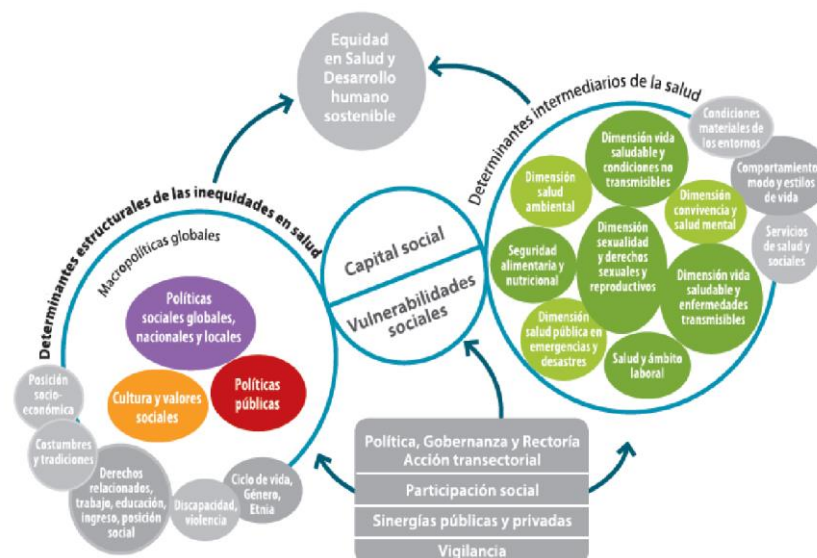 Equidad
en Salud y
Desarrollo
humano
sostenible
Determinantes estructurales de las inequidades en salud
Macropolíticas globales
Políticas
sociales globales,
nacionales y locales
Cultura y valores
sociales
Políticas
públicas
Posición
socio-
económica
Costumbres
y tradiciones
Derechos
relacionados,
trabajo, educación,
ingreso, posición
social
Discapacidad,
violencia
Ciclo de vida,
Género,
Etnia
Capital social
Vulnerabilidades
sociales
Determinantes intermediarios de la salud
Dimensión vida
saludable y
condiciones no
transmisibles
Dimensión
salud
ambiental
Dimensión
convivencia y
salud mental
Dimensión
sexualidad
y derechos
sexuales y
reproductivos
Seguridad
alimentaria y
nutricional
Dimensión vida
saludable y
enfermedades
transmisibles
Dimensión
salud pública en
emergencias y
desastres
Salud y ámbito
laboral
Condiciones
materiales de
los entornos
Comportamiento
modo y estilos
de vida
Servicios
de salud y
sociales
Política, Gobernanza y Rectoría
Acción transectorial
Participación social
Sinergías públicas y privadas
Vigilancia